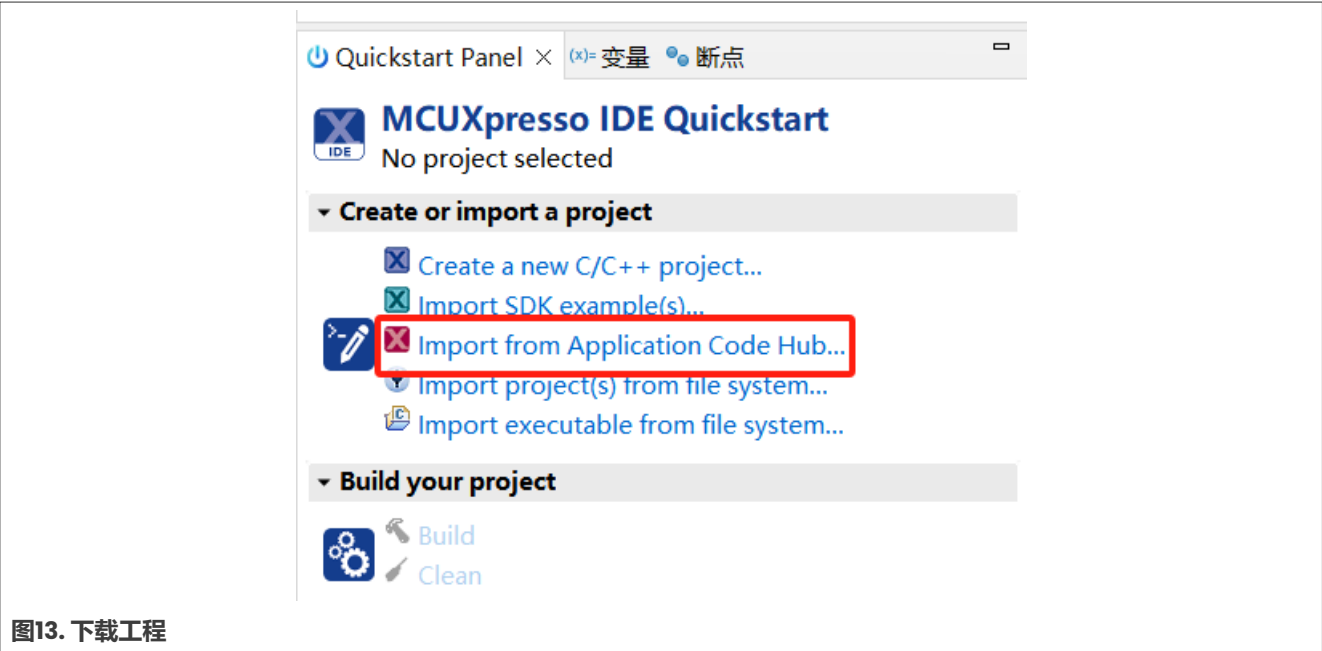 Quickstart Panel (x)= 变量 断点
MCUXpresso IDE Quickstart
IDE
No project selected
Create or import a project
Create a new C/C++ project...
Import SDK example(s)...
Import from Application Code Hub...
Import project(s) from file system...
Import executable from file system...
Build your project
Build
Clean
图13. 下载工程